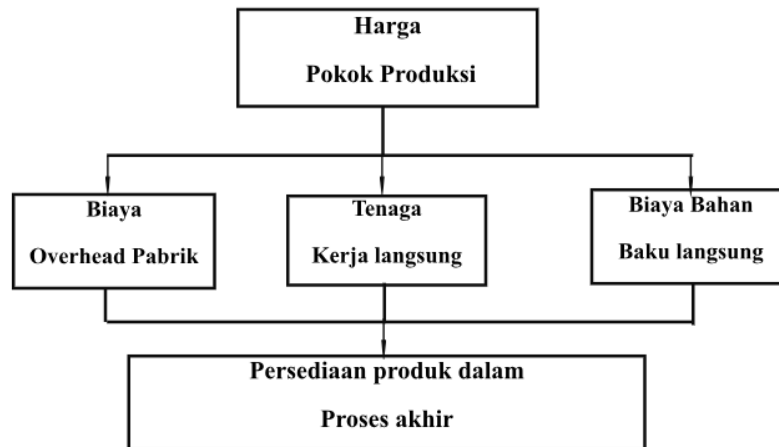 Harga
Pokok Produksi
Biaya
Overhead Pabrik
Tenaga
Kerja langsung
Biaya Bahan
Baku langsung
Persediaan produk dalam
Proses akhir